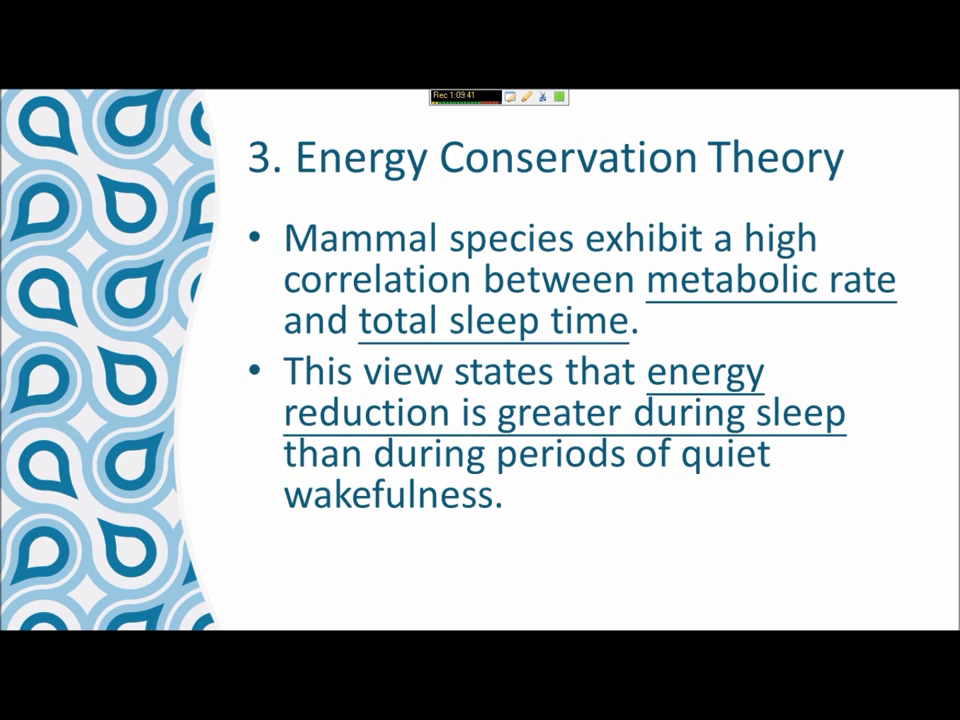 Rec 1:09:41
3. Energy Conservation Theory
• Mammal species exhibit a high
correlation between metabolic rate
and total sleep time.
• This view states that energy
reduction is greater during sleep
than during periods of quiet
wakefulness.